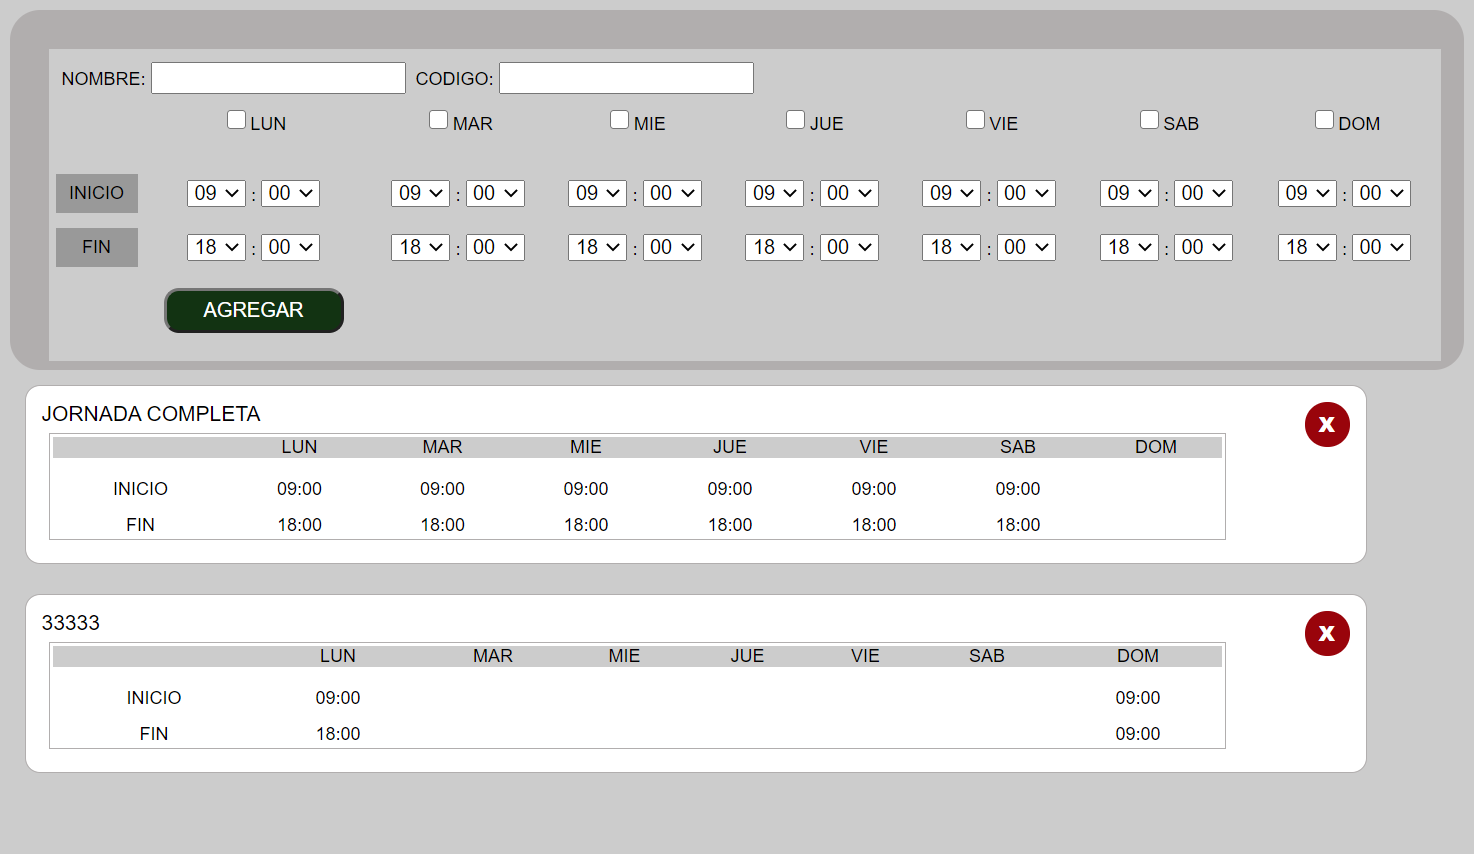 NOMBRE: CODIGO:
LUN MAR MIE JUE VIE SAB DOM
INICIO 09 : 00 09 : 00 09 : 00 09 : 00 09 : 00 09 : 00 09 : 00
FIN 18 : 00 18 : 00 18 : 00 18 : 00 18 : 00 18 : 00 18 : 00
AGREGAR
JORNADA COMPLETA X
LUN MAR MIE JUE VIE SAB DOM
INICIO 09:00 09:00 09:00 09:00 09:00 09:00
FIN 18:00 18:00 18:00 18:00 18:00 18:00
33333 X
LUN MAR MIE JUE VIE SAB DOM
INICIO 09:00 09:00
FIN 18:00 09:00